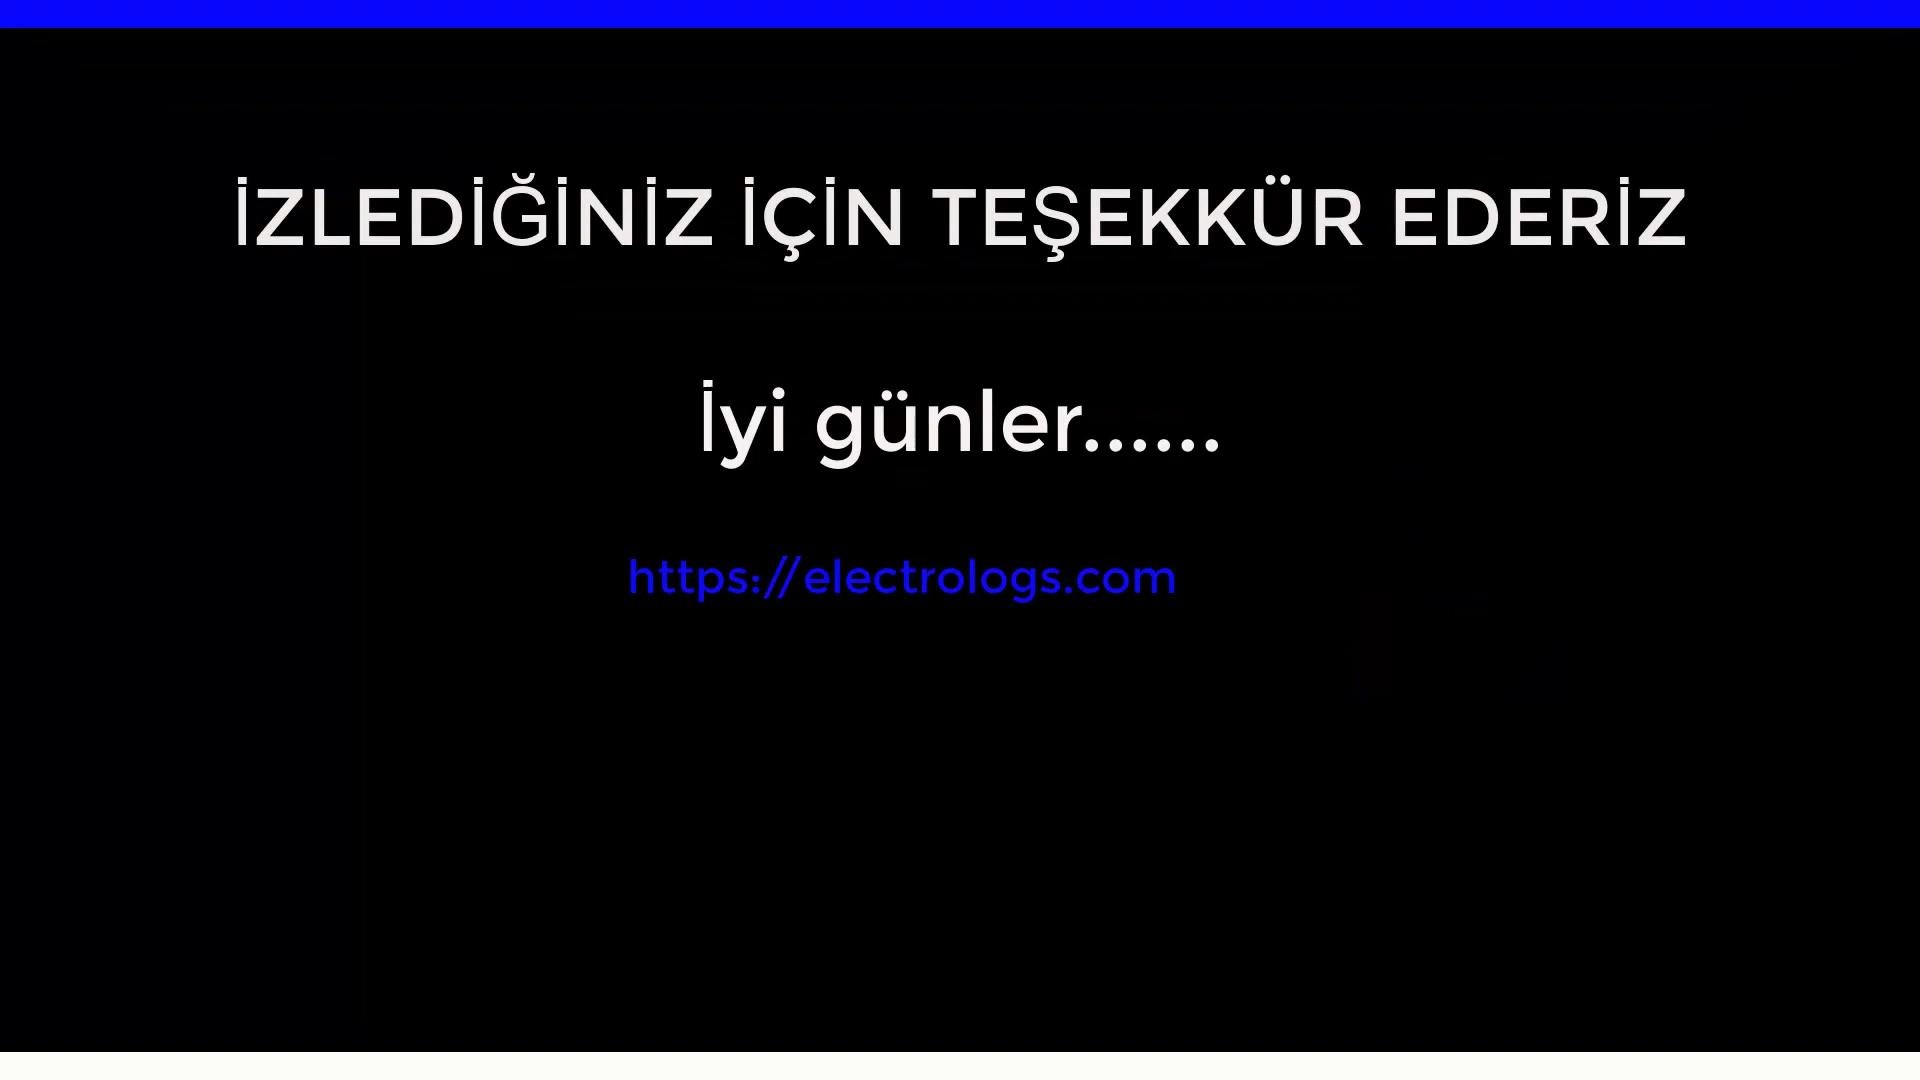 İZLEDİĞİNİZ İÇİN TEŞEKKÜR EDERİZ
İyi günler......
https://electrologs.com